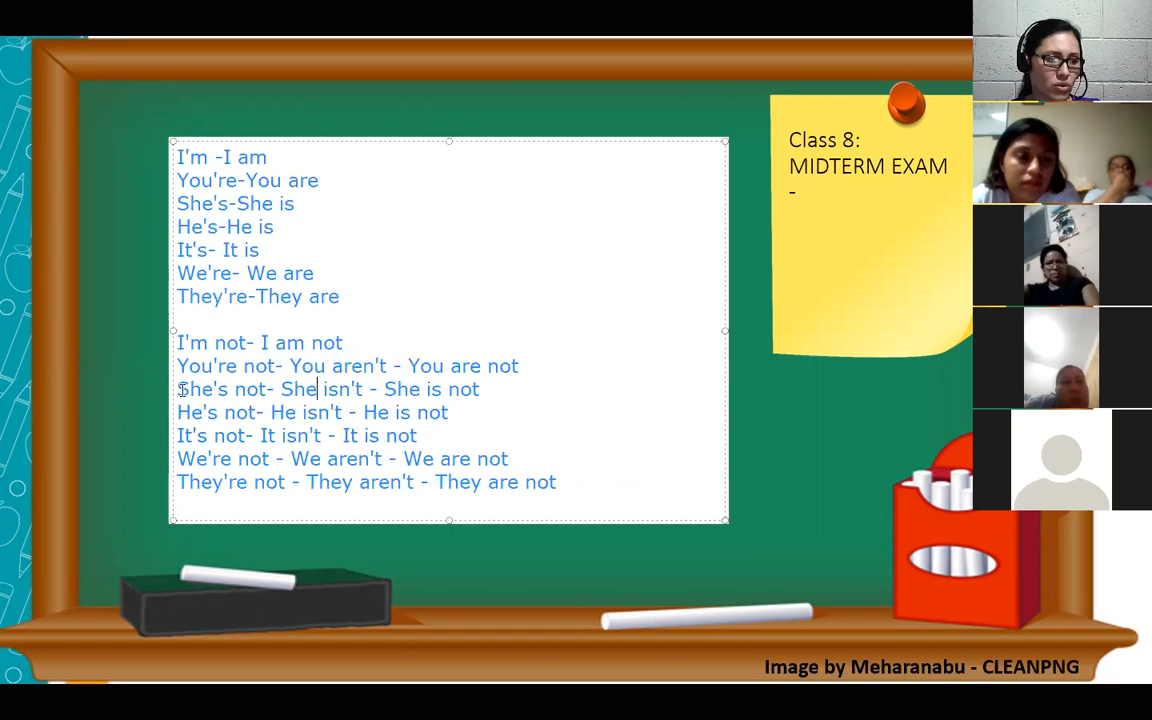 I'm -I am
You're-You are
She's-She is
He's-He is
It's- It is
We're- We are
They're-They are
I'm not- I am not
You're not- You aren't - You are not
She's not- She isn't - She is not
He's not- He isn't - He is not
It's not- It isn't - It is not
We're not - We aren't - We are not
They're not - They aren't - They are not
Class 8:
MIDTERM EXAM
-
Image by Meharanabu - CLEANPNG